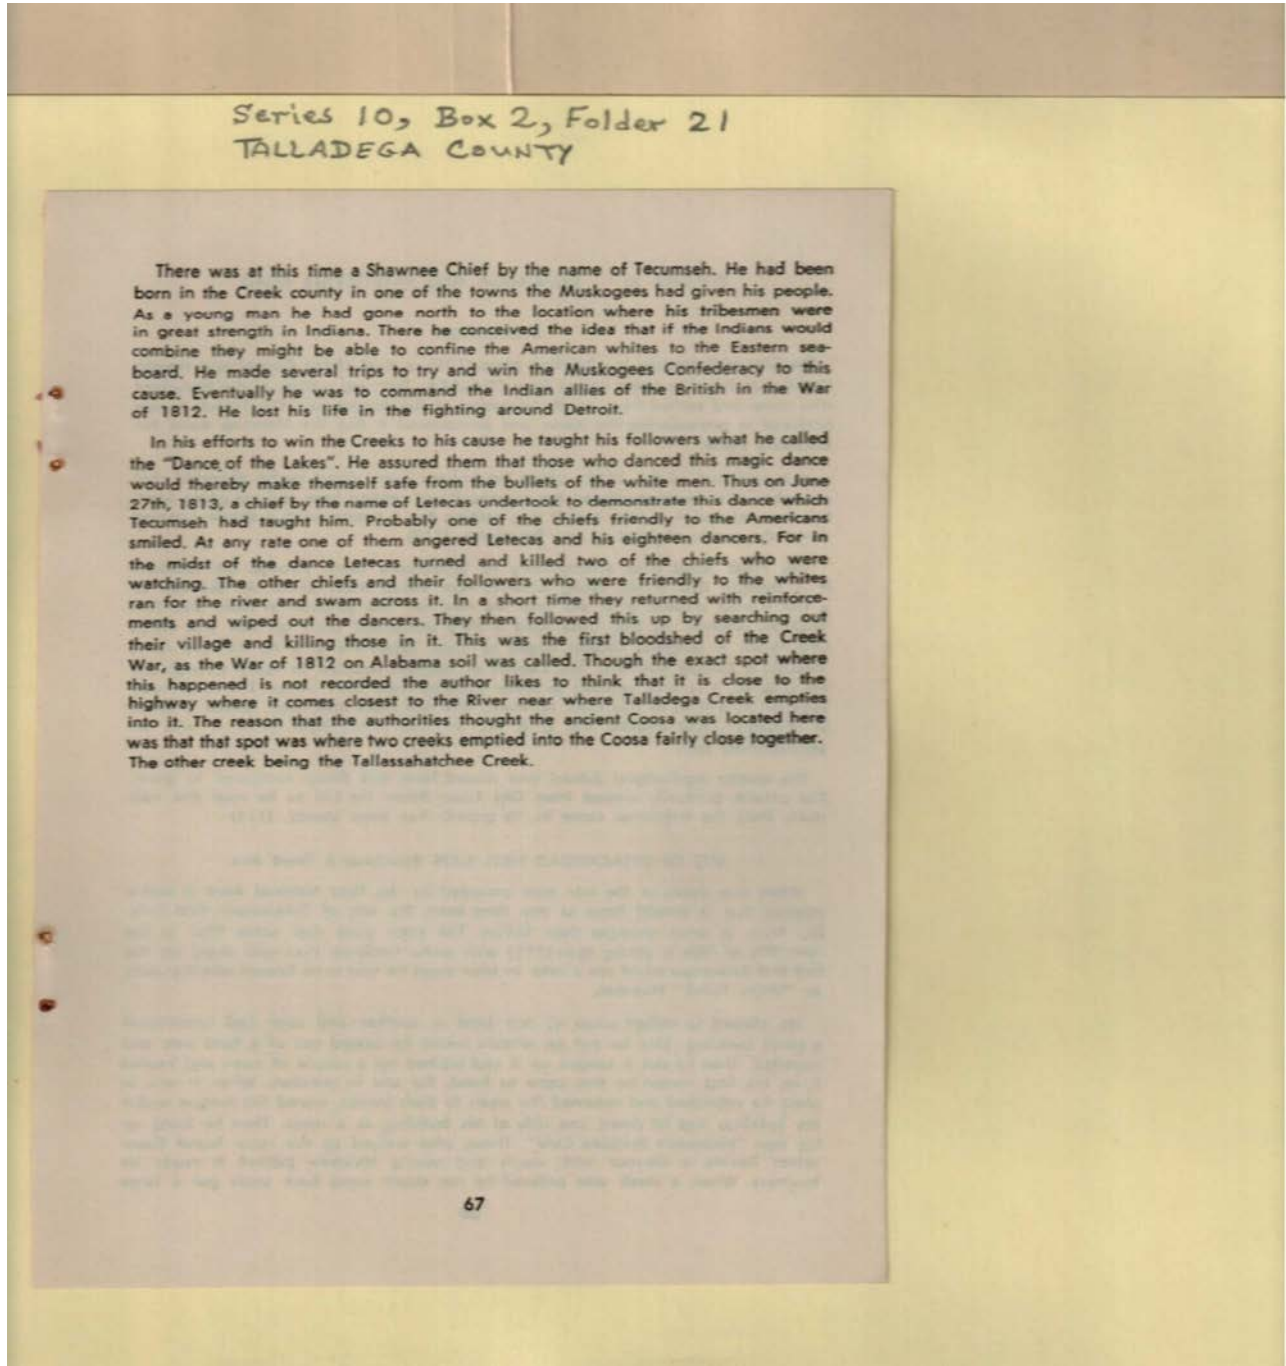 Series 10, Box 2, Folder 21
TALLADEGA COUNTY
There was at this time a Shawnee Chief by the name of Tecumseh. He had been
born in the Creek county in one of the towns the Muskogees had given his people.
As a young man he had gone north to the location where his tribesmen were
in great strength in Indiana. There he conceived the idea that if the Indians would
combine they might be able to confine the American whites to the Eastern sea-
board. He made several trips to try and win the Muskogees Confederacy to this
cause. Eventually he was to command the Indian allies of the British in the War
of 1812. He lost his life in the fighting around Detroit.
In his efforts to win the Creeks to his cause he taught his followers what he called
the "Dance of the Lakes". He assured them that those who danced this magic dance
would thereby make themself safe from the bullets of the white men. Thus on June
27th, 1813, a chief by the name of Letecas undertook to demonstrate this dance which
Tecumseh had taught him. Probably one of the chiefs friendly to the Americans
smiled. At any rate one of them angered Letecas and his eighteen dancers. For in
the midst of the dance Letecas turned and killed two of the chiefs who were
watching. The other chiefs and their followers who were friendly to the whites
ran for the river and swam across it. In a short time they returned with reinforce-
ments and wiped out the dancers. They then followed this up by searching out
their village and killing those in it. This was the first bloodshed of the Creek
War, as the War of 1812 on Alabama soil was called. Though the exact spot where
this happened is not recorded the author likes to think that it is close to the
highway where it comes closest to the River near where Talladega Creek empties
into it. The reason that the authorities thought the ancient Coosa was located here
was that that spot was where two creeks emptied into the Coosa fairly close together.
The other creek being the Tallassahatchee Creek.
67